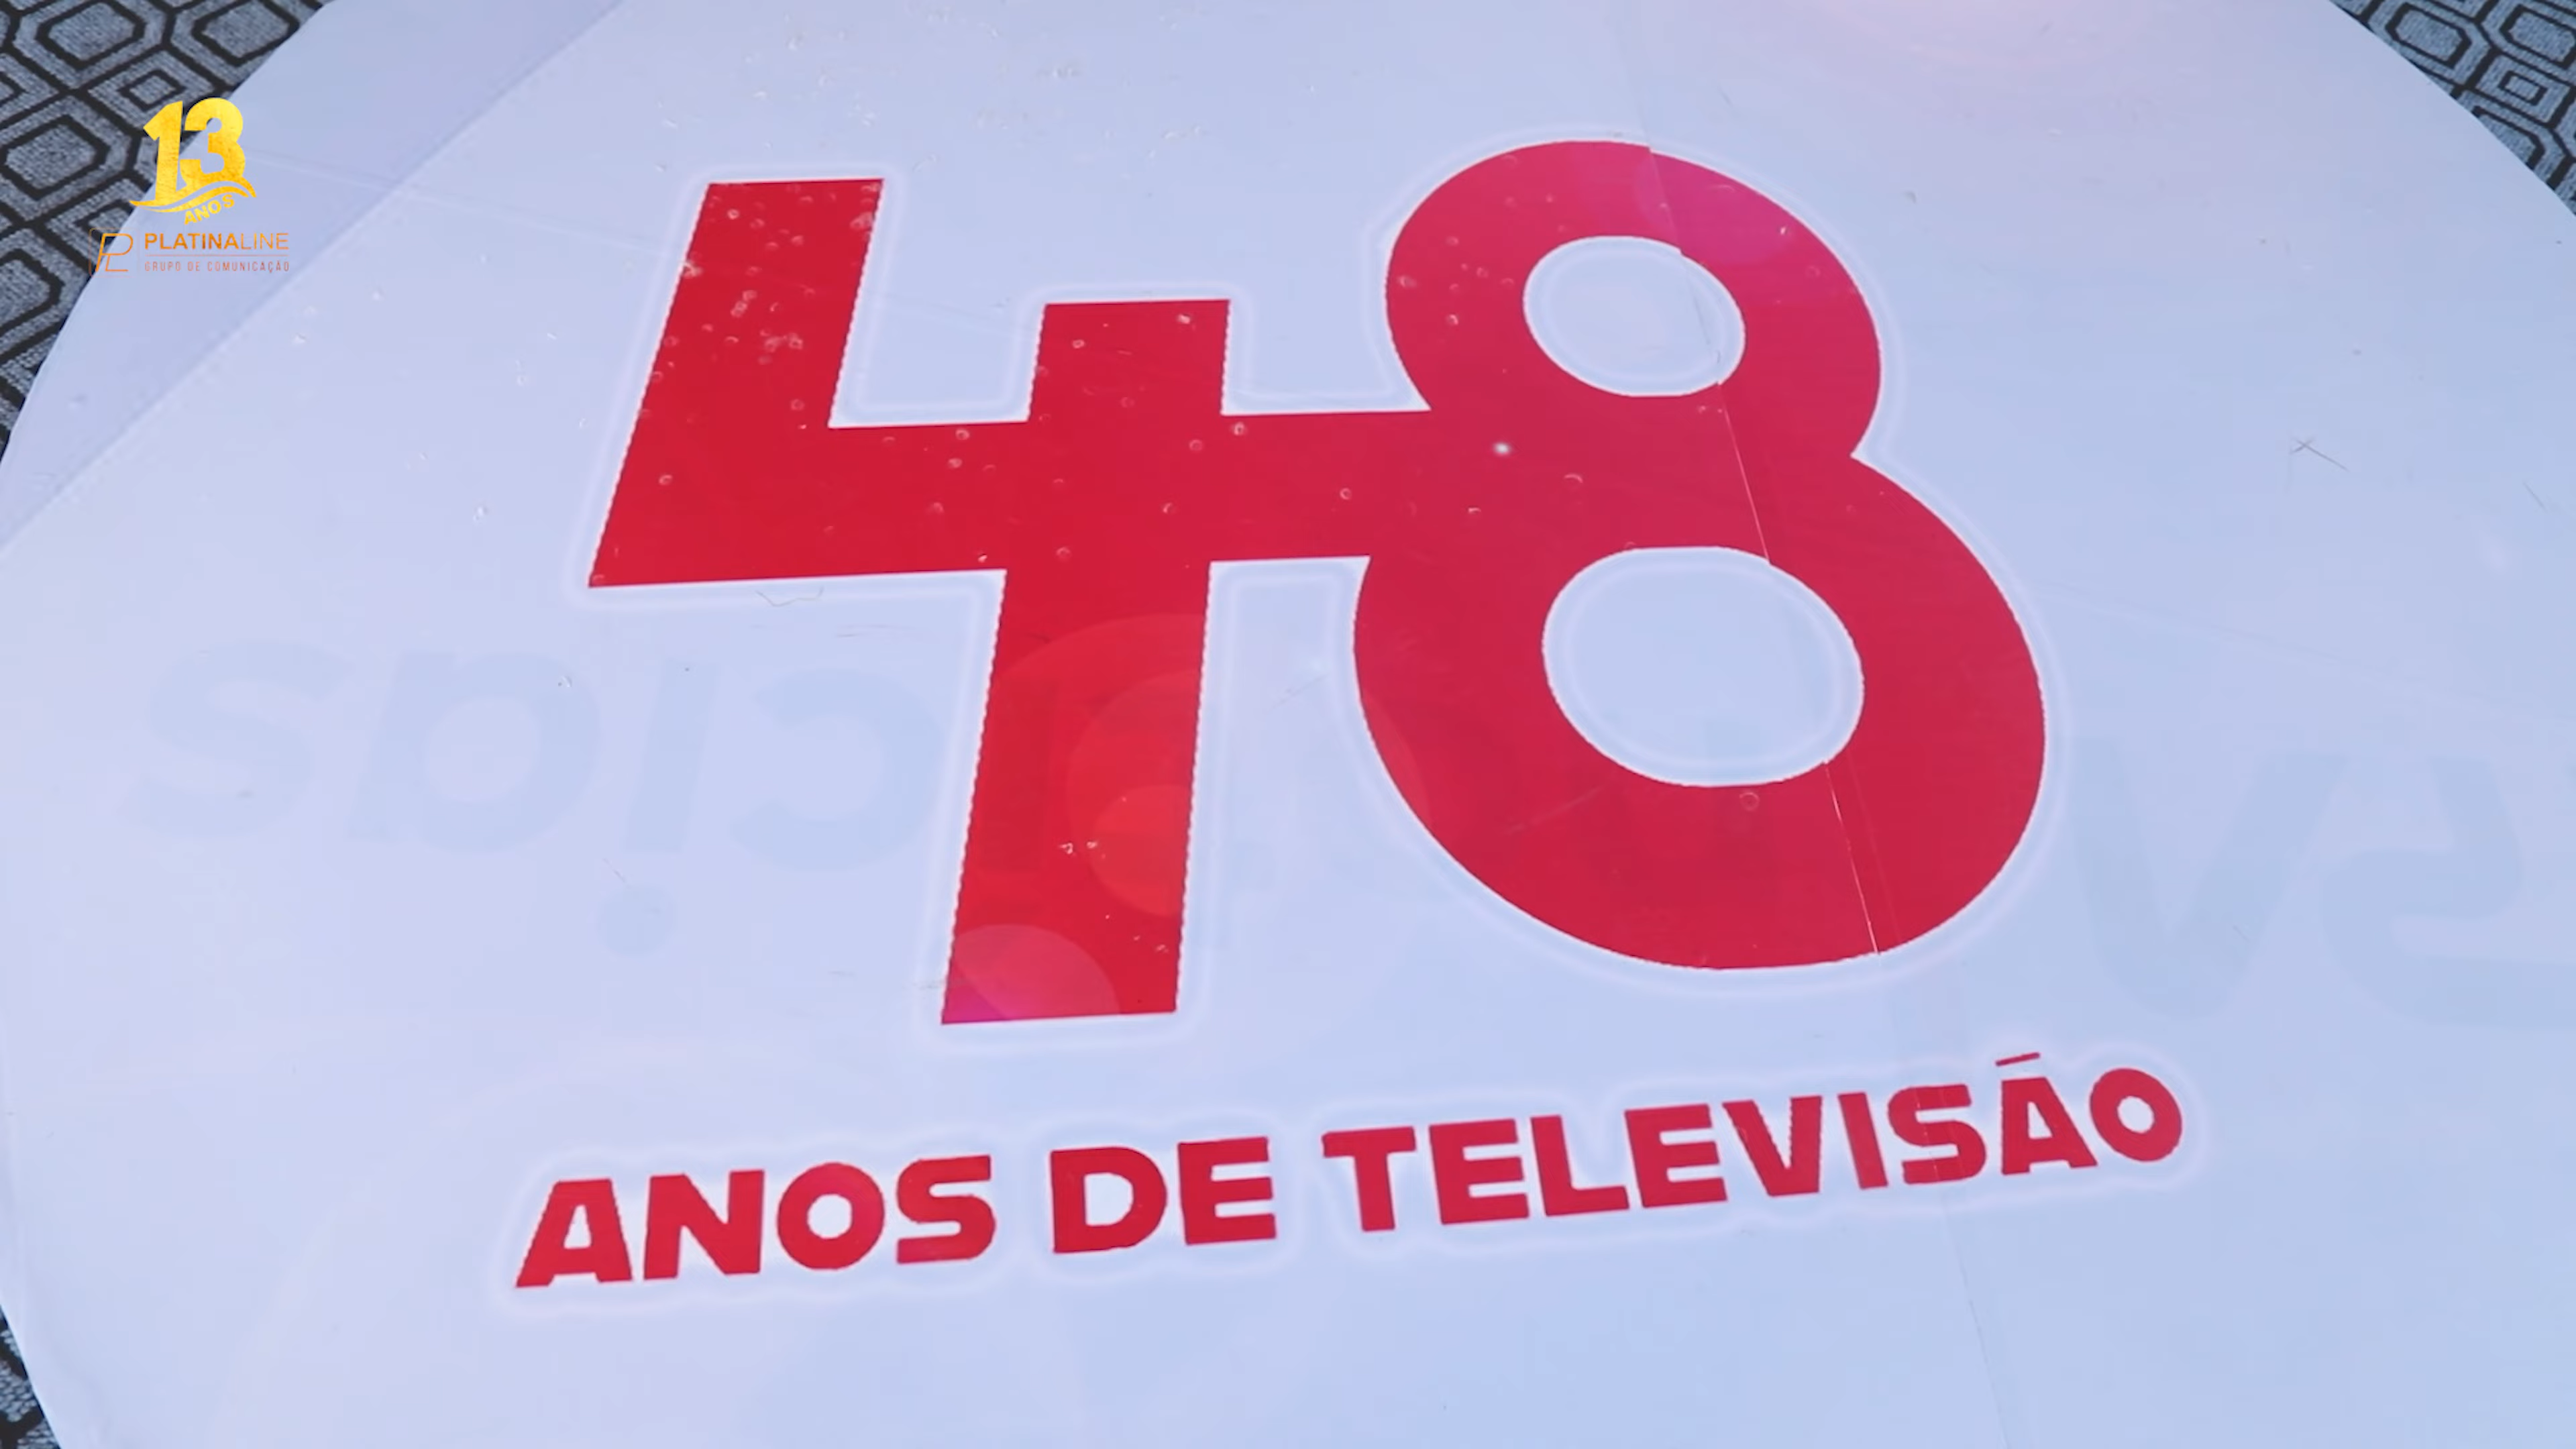 13
ANOS
PLATINALINE
GRUPO DE COMUNICAÇÃO
48
ANOS DE TELEVISÃO